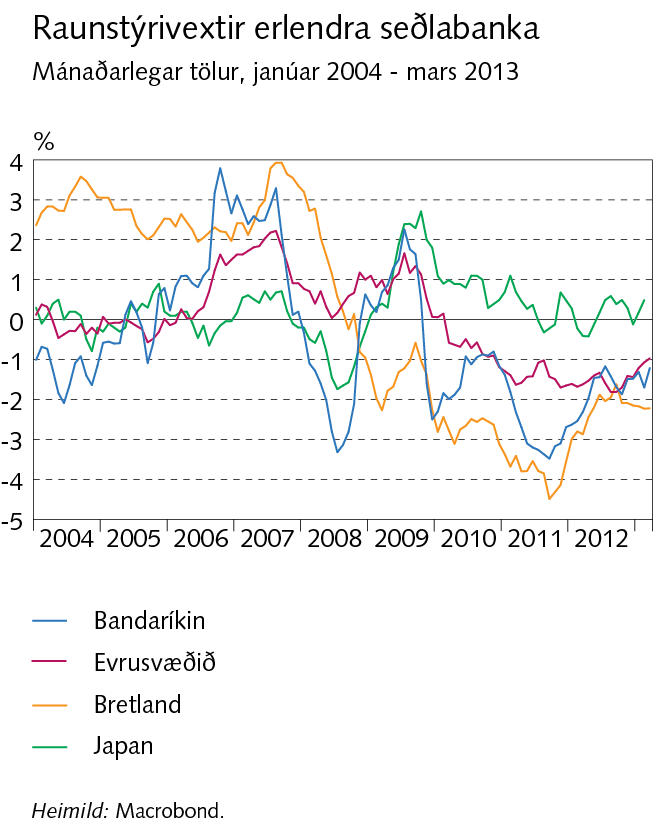 Raunstýrivextir erlendra seðlabanka
Mánaðarlegar tölur, janúar 2004 - mars 2013
%
4
3
2
1
0
-1
-2
-3
-4
-5
2004 2005 2006 2007 2008 2009 2010 2011 2012
Bandaríkin
Evrusvæðið
Bretland
Japan
Heimild: Macrobond.